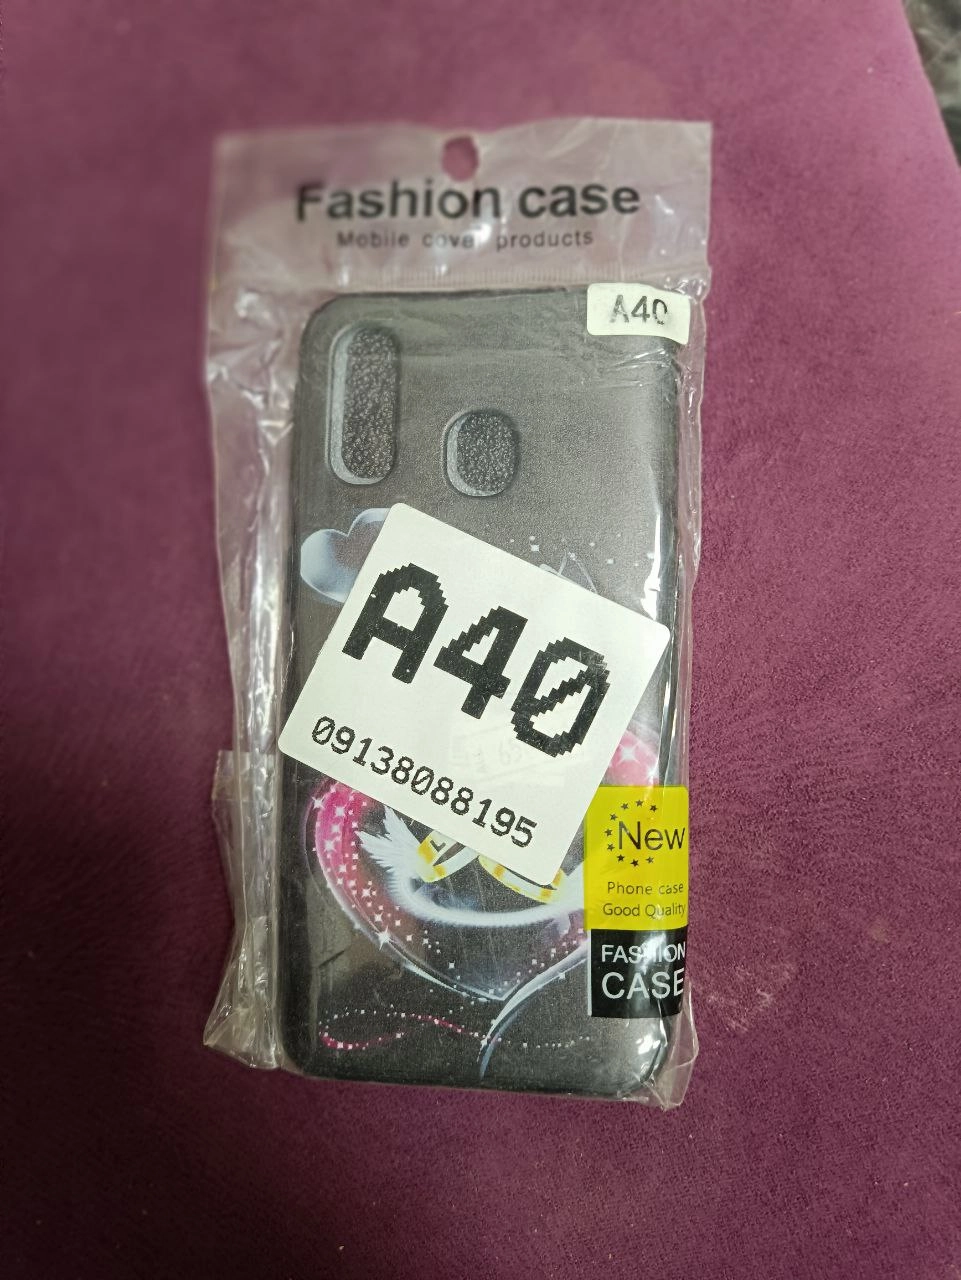 Fashion case
Mobile cover products
A40
A40
09138088195
New
Phone case
Good Quality
FASHION
CASE